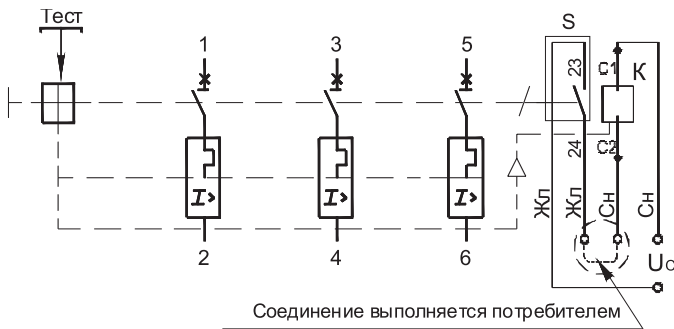 Тест
1 3 5 S
23 C1 K
I> I> I>
24 C2
Жл Жл Сн Сн
2 4 6 Uc
Соединение выполняется потребителем